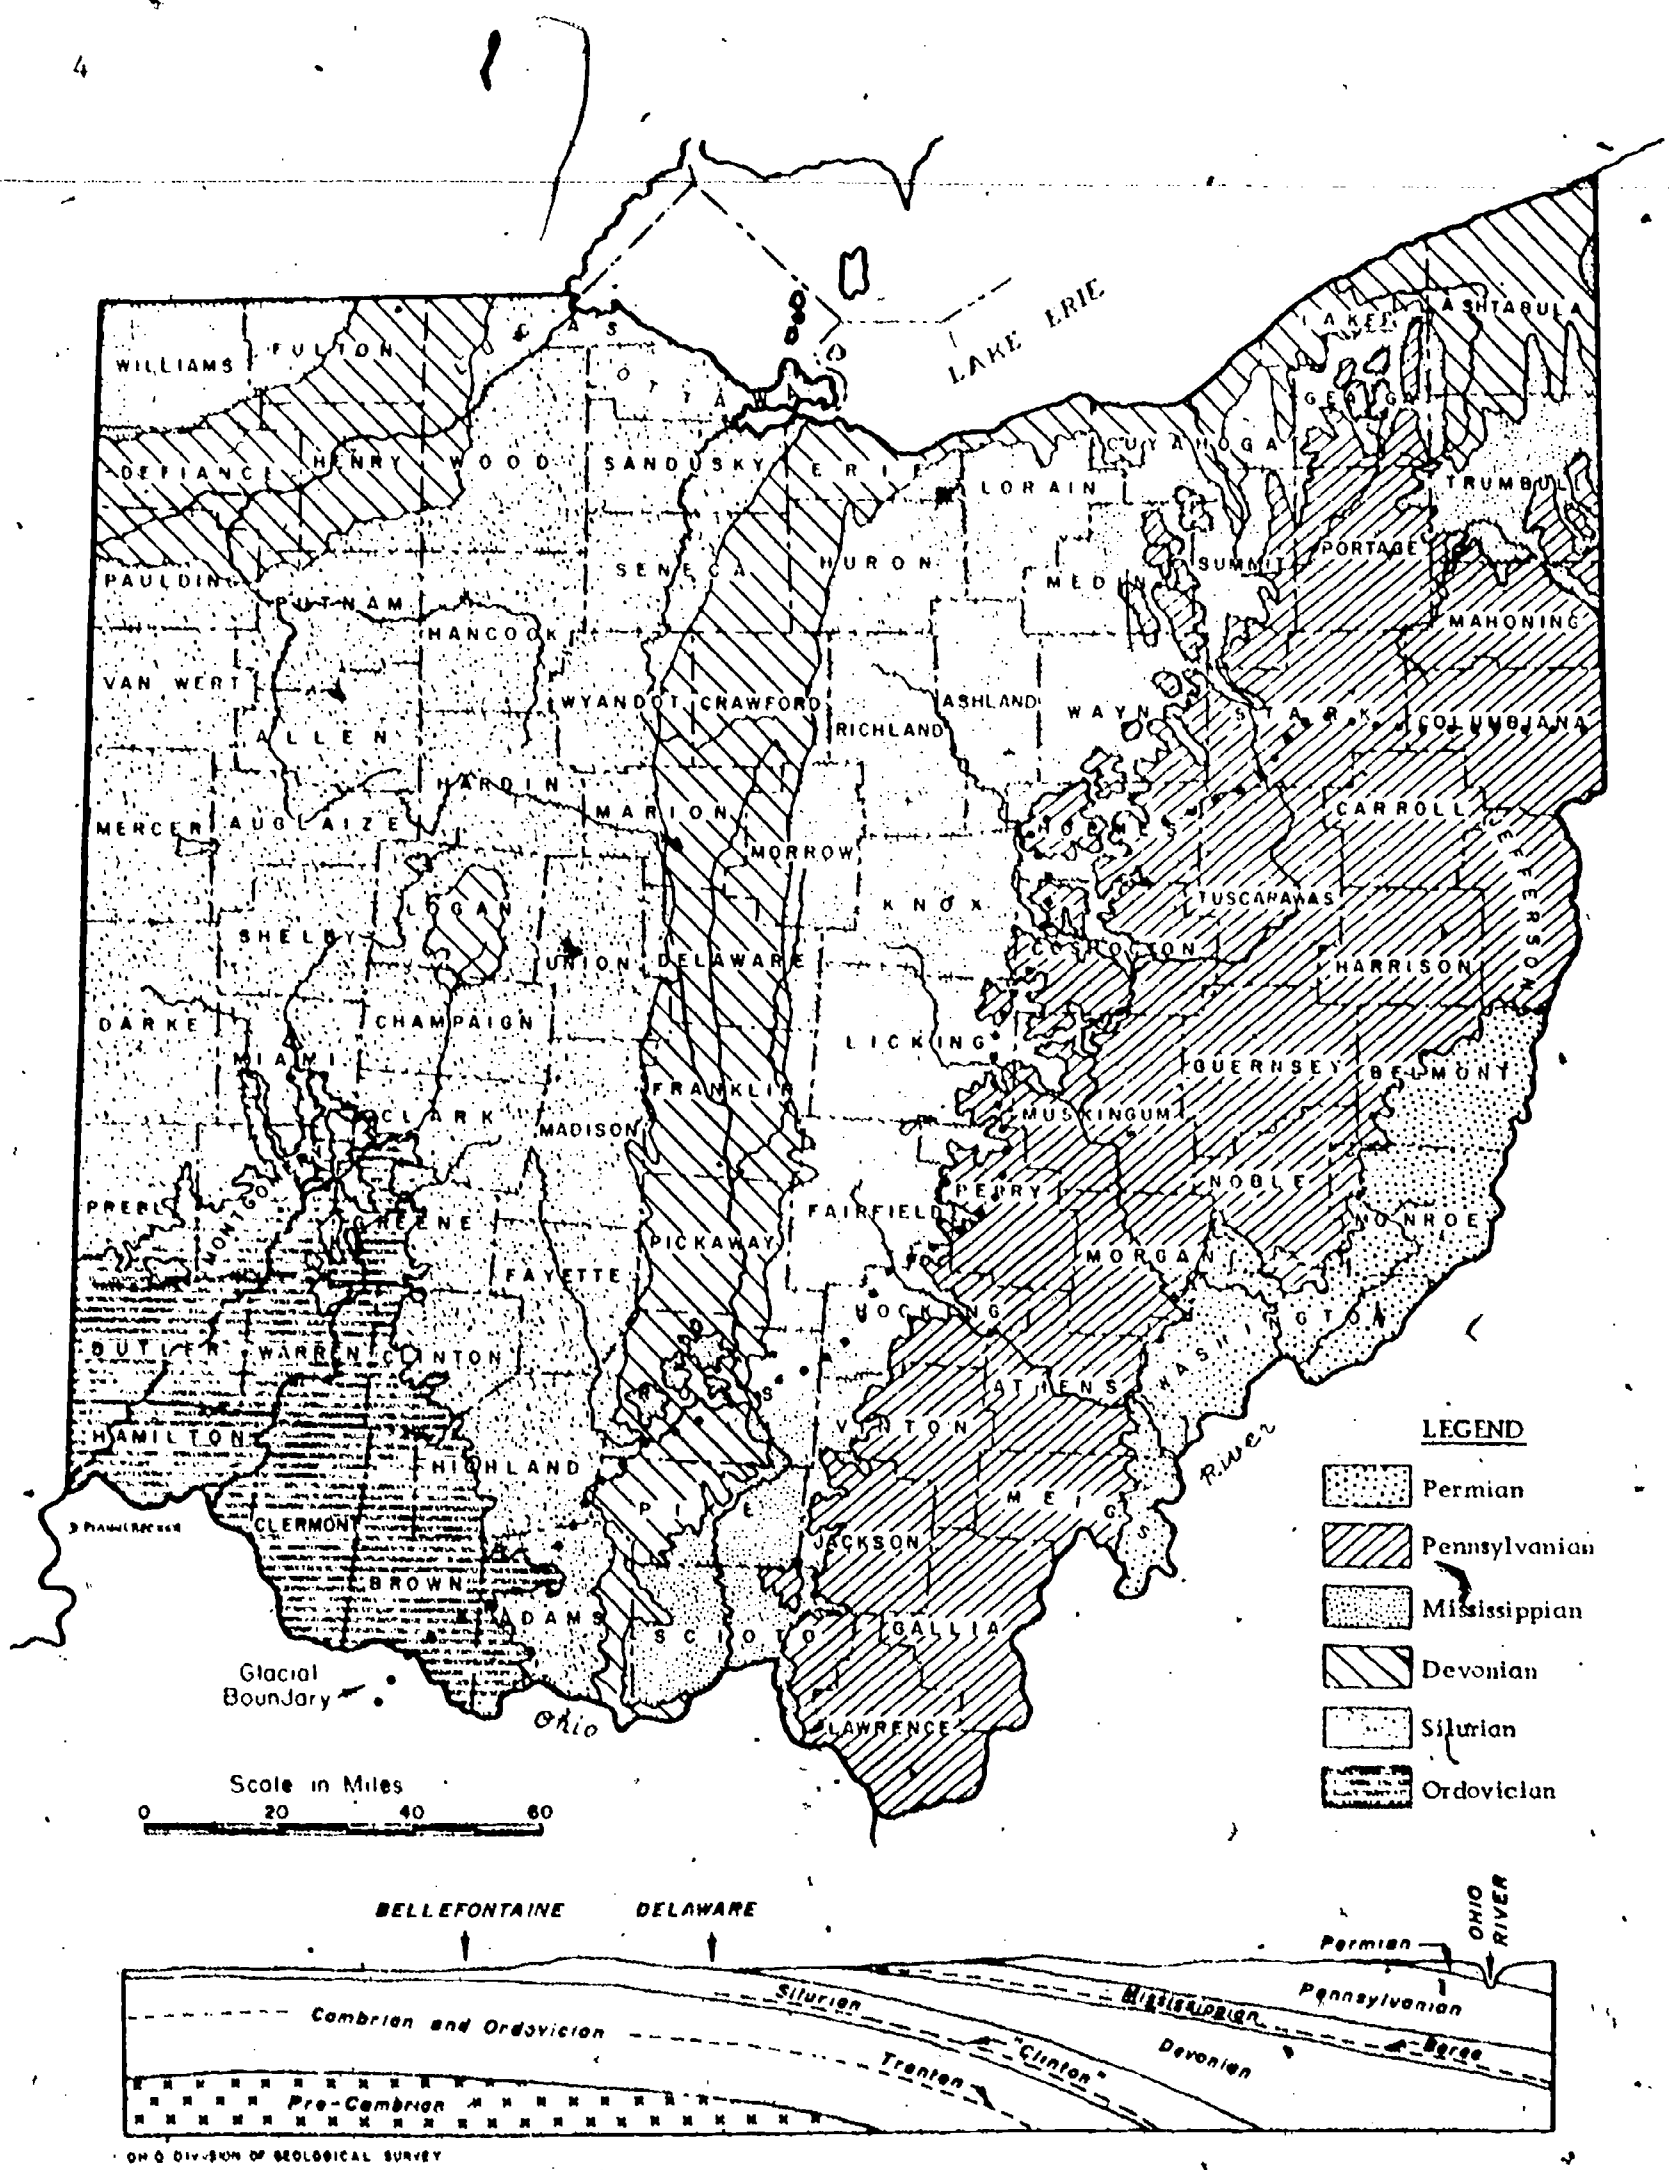 4
LAKE ERIE
LAKE
ASHTABULA
WILLIAMS
FULTON
LUCAS
OTTAWA
GEAUGA
CUYAHOGA
DEFIANCE
HENRY
WOOD
SANDUSKY
ERIE
LORAIN
TRUMBULL
PAULDING
SENECA
HURON
MEDINA
SUMMIT
PORTAGE
PUTNAM
HANCOCK
MAHONING
VAN WERT
WYANDOT
CRAWFORD
RICHLAND
ASHLAND
WAYNE
STARK
COLUMBIANA
ALLEN
HARDIN
MERCER
AUGLAIZE
MARION
MORROW
HOLMES
CARROLL
JEFFERSON
LOGAN
KNOX
TUSCARAWAS
SHELBY
UNION
DELAWARE
COSHOCTON
HARRISON
DARKE
CHAMPAIGN
LICKING
MIAMI
GUERNSEY
BELMONT
FRANKLIN
CLARK
MADISON
MUSKINGUM
PREBLE
MONTGO
GREENE
FAIRFIELD
PERRY
NOBLE
MONROE
PICKAWAY
MORGAN
FAYETTE
HOCKING
WASHINGTON
BUTLER
WARREN
CLINTON
ROSS
ATHENS
HAMILTON
VINTON
HIGHLAND
River
PIKE
MEIGS
CLERMONT
JACKSON
BROWN
ADAMS
SCIOTO
GALLIA
LAWRENCE
Glacial
Boundary
Ohio
LEGEND
Permian
Pennsylvanian
Mississippian
Devonian
Silurian
Ordovician
Scale in Miles
0 20 40 60
BELLEFONTAINE
DELAWARE
OHIO
RIVER
Permian
Silurian
Mississippian
Pennsylvanian
Cambrian and Ordovician
"Clinton"
Devonian
Berea
Trenton
Pre-Cambrian
OHIO DIVISION OF GEOLOGICAL SURVEY